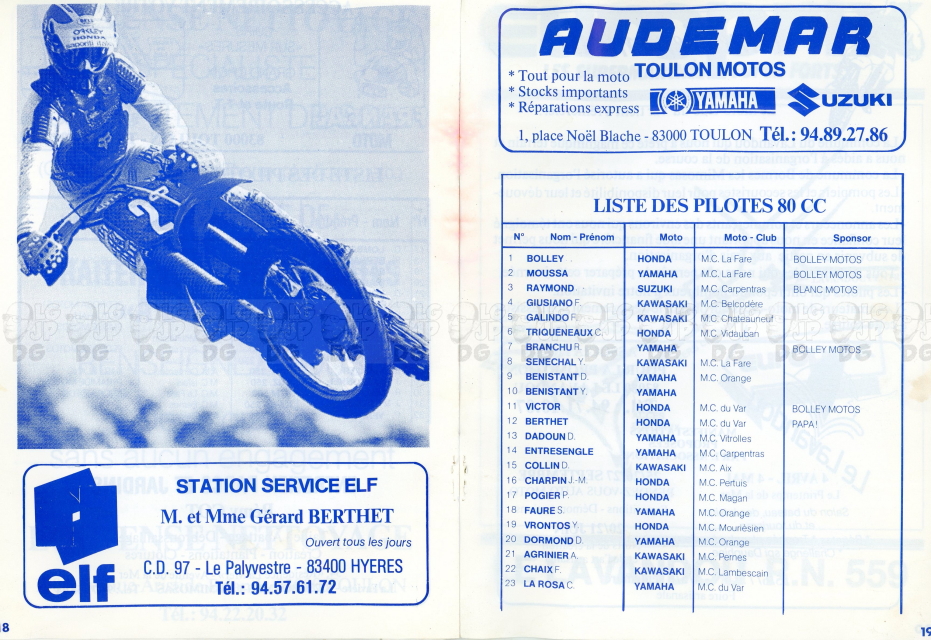 BELL
OAKLEY
HONDA
2
STATION SERVICE ELF
M. et Mme Gérard BERTHET
Ouvert tous les jours
C.D. 97 - Le Palyvestre - 83400 HYERES
Tél.: 94.57.61.72
elf
18
AUDEMAR
TOULON MOTOS
* Tout pour la moto
* Stocks importants
* Réparations express
YAMAHA
SUZUKI
1, place Noël Blache - 83000 TOULON Tél.: 94.89.27.86
LISTE DES PILOTES 80 CC
N° Nom - Prénom Moto Moto - Club Sponsor
1 BOLLEY HONDA M.C. La Fare BOLLEY MOTOS
2 MOUSSA YAMAHA M.C. La Fare BOLLEY MOTOS
3 RAYMOND SUZUKI M.C. Carpentras BLANC MOTOS
4 GIUSIANO F. KAWASAKI M.C. Belcodère
5 GALINDO F. KAWASAKI M.C. Chateauneuf
6 TRIQUENEAUX C. HONDA M.C. Vidauban
7 BRANCHU R. YAMAHA BOLLEY MOTOS
8 SENECHAL Y. KAWASAKI M.C. La Fare
9 BENISTANT D. YAMAHA M.C. Orange
10 BENISTANT Y. YAMAHA
11 VICTOR HONDA M.C. du Var BOLLEY MOTOS
12 BERTHET HONDA M.C. du Var PAPA!
13 DADOUN D. YAMAHA M.C. Vitrolles
14 ENTRESENGLE YAMAHA M.C. Carpentras
15 COLLIN D. KAWASAKI M.C. Aix
16 CHARPIN J.-M. HONDA M.C. Pertuis
17 POGIER P. HONDA M.C. Magan
18 FAURE S. YAMAHA M.C. Orange
19 VRONTOS Y. HONDA M.C. Mouriésien
20 DORMOND D. YAMAHA M.C. Orange
21 AGRINIER A. KAWASAKI M.C. Pernes
22 CHAIX F. KAWASAKI M.C. Lambescain
23 LA ROSA C. YAMAHA M.C. du Var
19